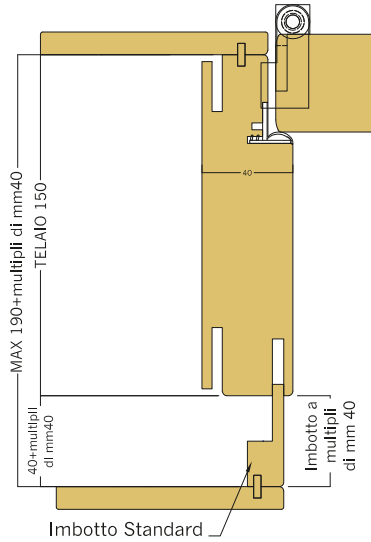 MAX 190+multipli di mm40
TELAIO 150
40
40+multipli
di mm40
Imbotto a
multipli
di mm 40
Imbotto Standard